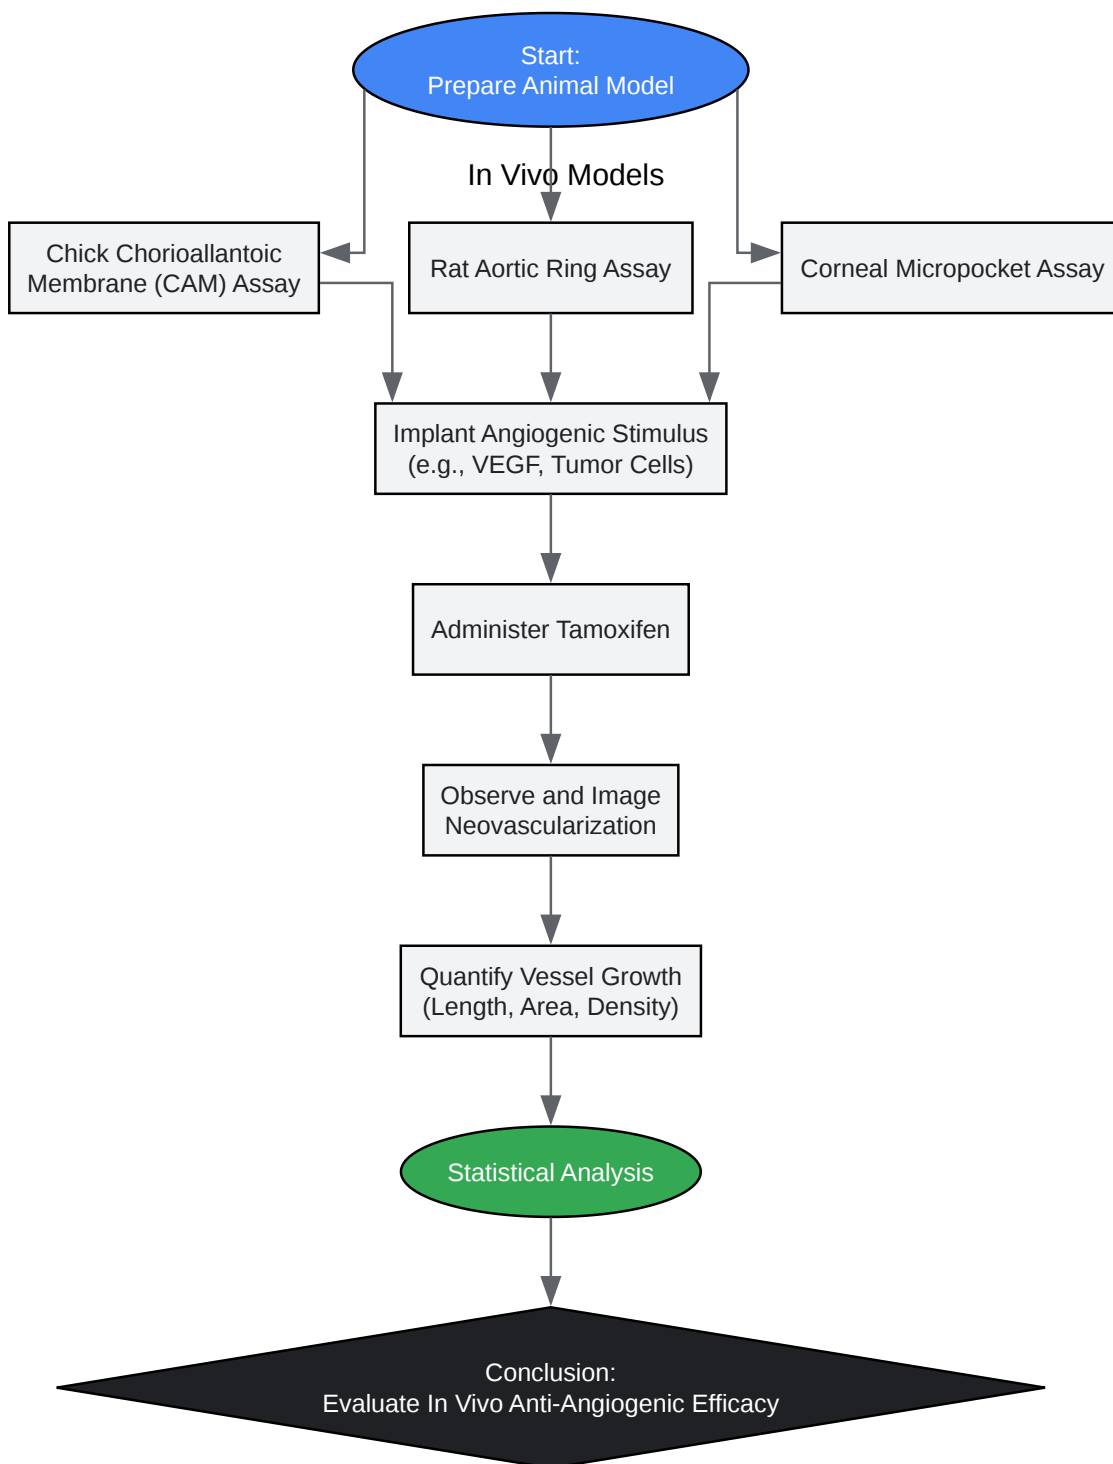 Start:
Prepare Animal Model
In Vivo Models
Chick Chorioallantoic
Membrane (CAM) Assay
Rat Aortic Ring Assay
Corneal Micropocket Assay
Implant Angiogenic Stimulus
(e.g., VEGF, Tumor Cells)
Administer Tamoxifen
Observe and Image
Neovascularization
Quantify Vessel Growth
(Length, Area, Density)
Statistical Analysis
Conclusion:
Evaluate In Vivo Anti-Angiogenic Efficacy